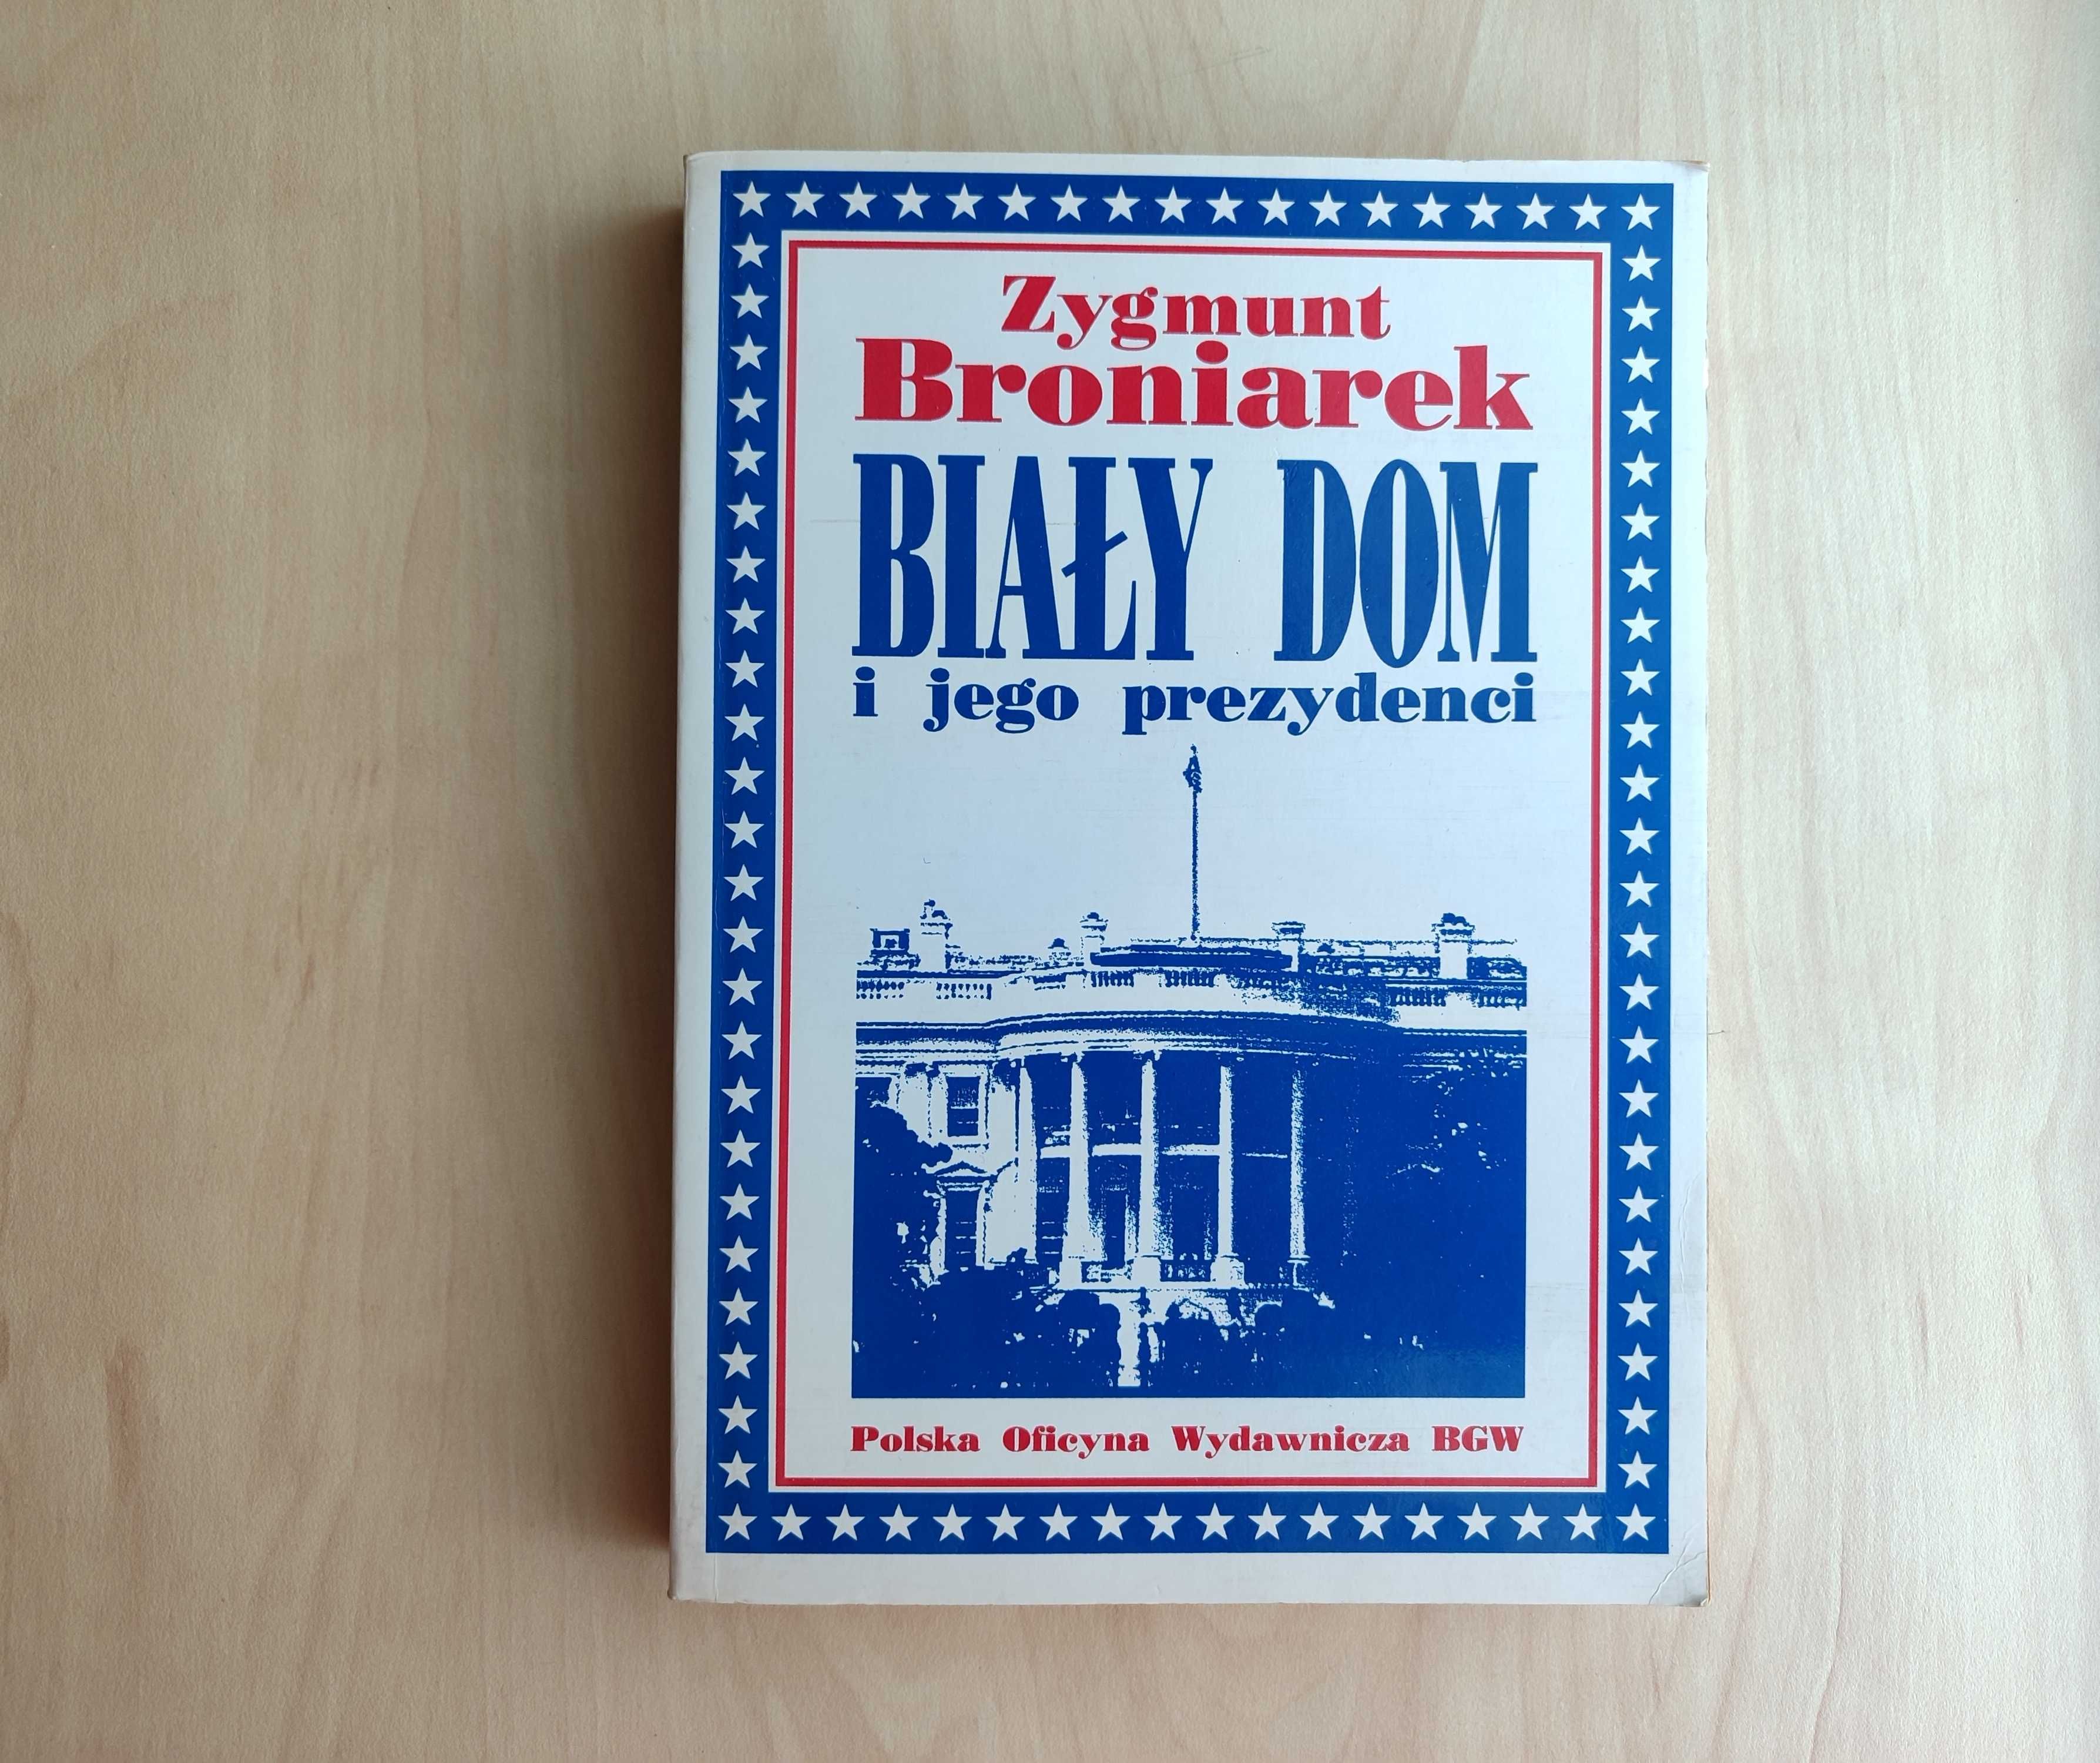 Zygmunt
Broniarek
BIAŁY DOM
i jego prezydenci
Polska Oficyna Wydawnicza BGW